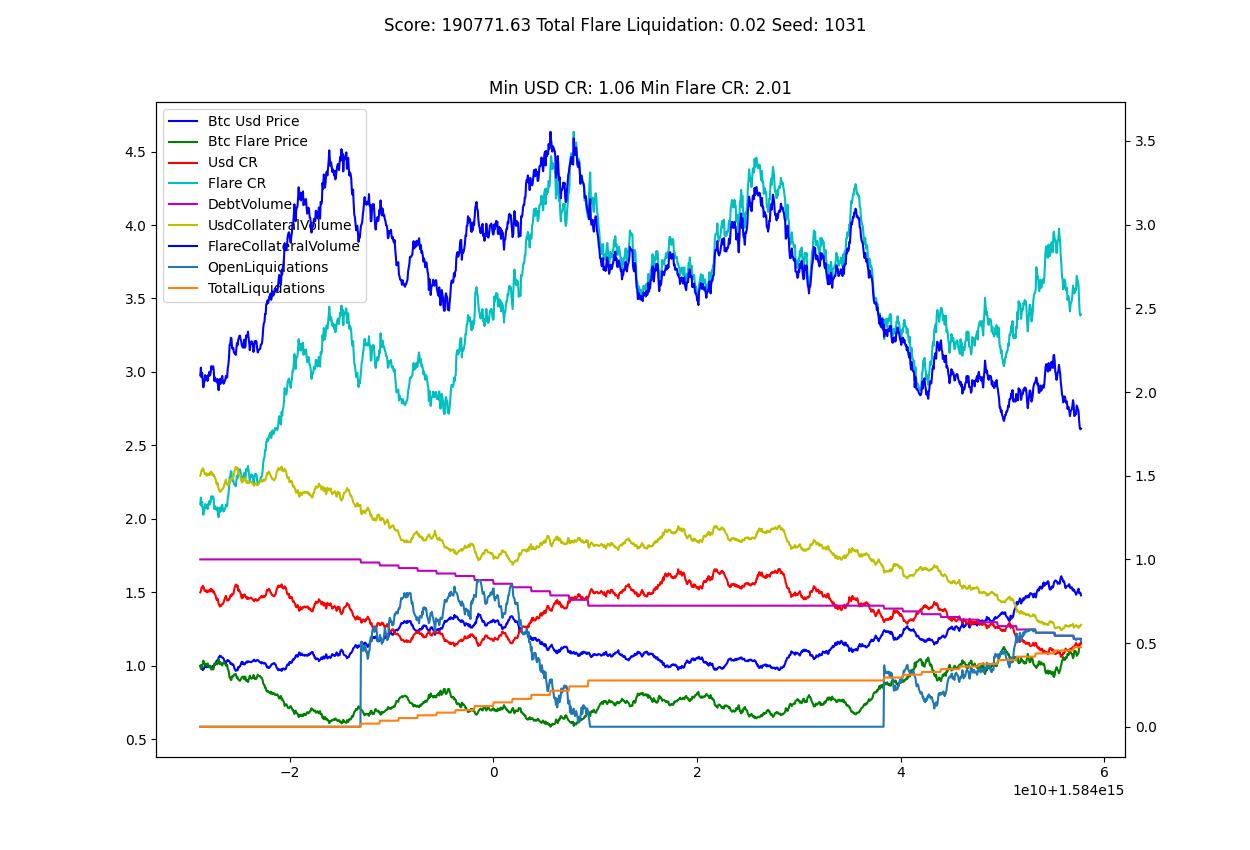 Score: 190771.63 Total Flare Liquidation: 0.02 Seed: 1031
Min USD CR: 1.06 Min Flare CR: 2.01
Btc Usd Price
Btc Flare Price
Usd CR
Flare CR
DebtVolume
UsdCollateralVolume
FlareCollateralVolume
OpenLiquidations
TotalLiquidations
4.5
4.0
3.5
3.0
2.5
2.0
1.5
1.0
0.5
3.5
3.0
2.5
2.0
1.5
1.0
0.5
0.0
−2
0
2
4
6
1e10+1.584e15